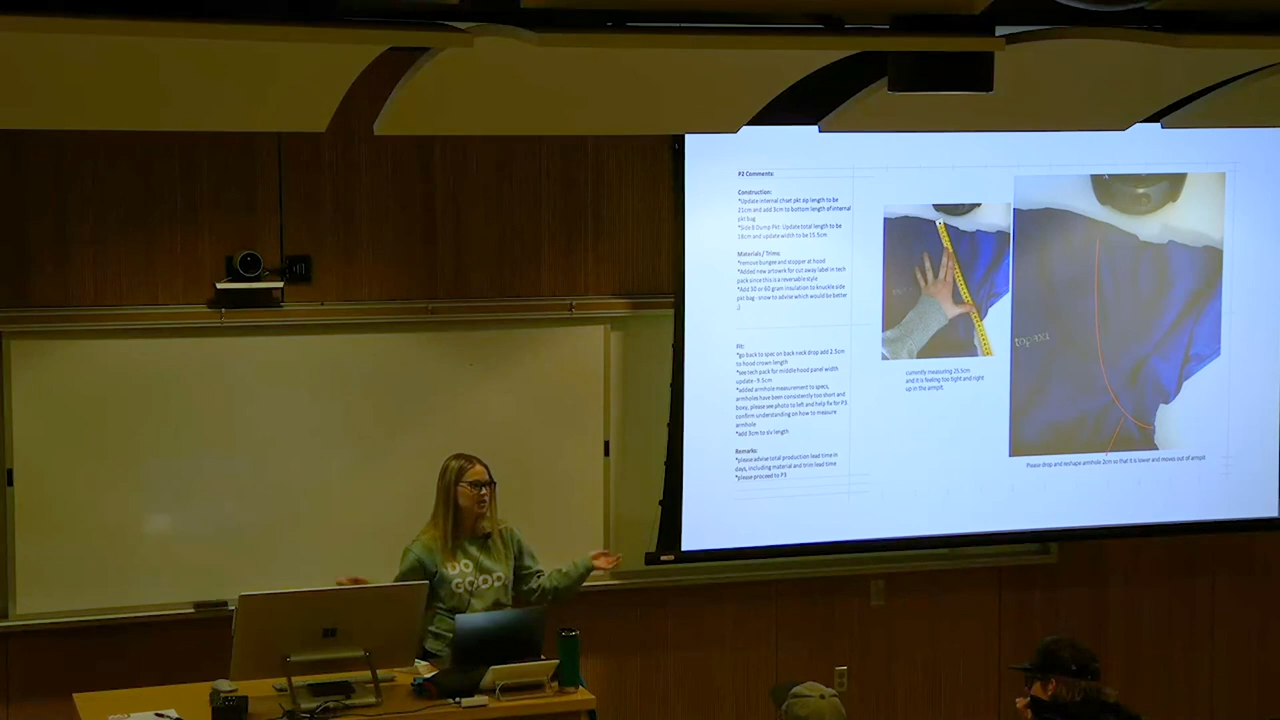 P2 Comments:
Construction:
*Update internal chset pkt zip length to be
21cm and add 3cm to bottom length of internal
pkt bag
*Side & Dump Pkt: Update total length to be
18cm and update width to be 15.5cm
Materials / Trims:
*remove bungee and stopper at hood
*Added new artowrk for cut away label in tech
pack since this is a reversable style
*Add 30 or 60 gram insulation to knuckle side
pkt bag - snow to advise which would be better
;)
Fit:
*go back to spec on back neck drop add 2.5cm
to hood crown length
*see tech pack for middle hood panel width
update - 9.5cm
*added armhole measurement to specs,
armholes have been consistently too short and
boxy, please see photo to left and help fix for P3.
confirm understanding on how to measure
armhole
*add 3cm to slv length
Remarks:
*please advise total production lead time in
days, including material and trim lead time
*please proceed to P3
currently measuring 25.5cm
and it is feeling too tight and right
up in the armpit.
Please drop and reshape armhole 2cm so that it is lower and moves out of armpit
DO
GOOD